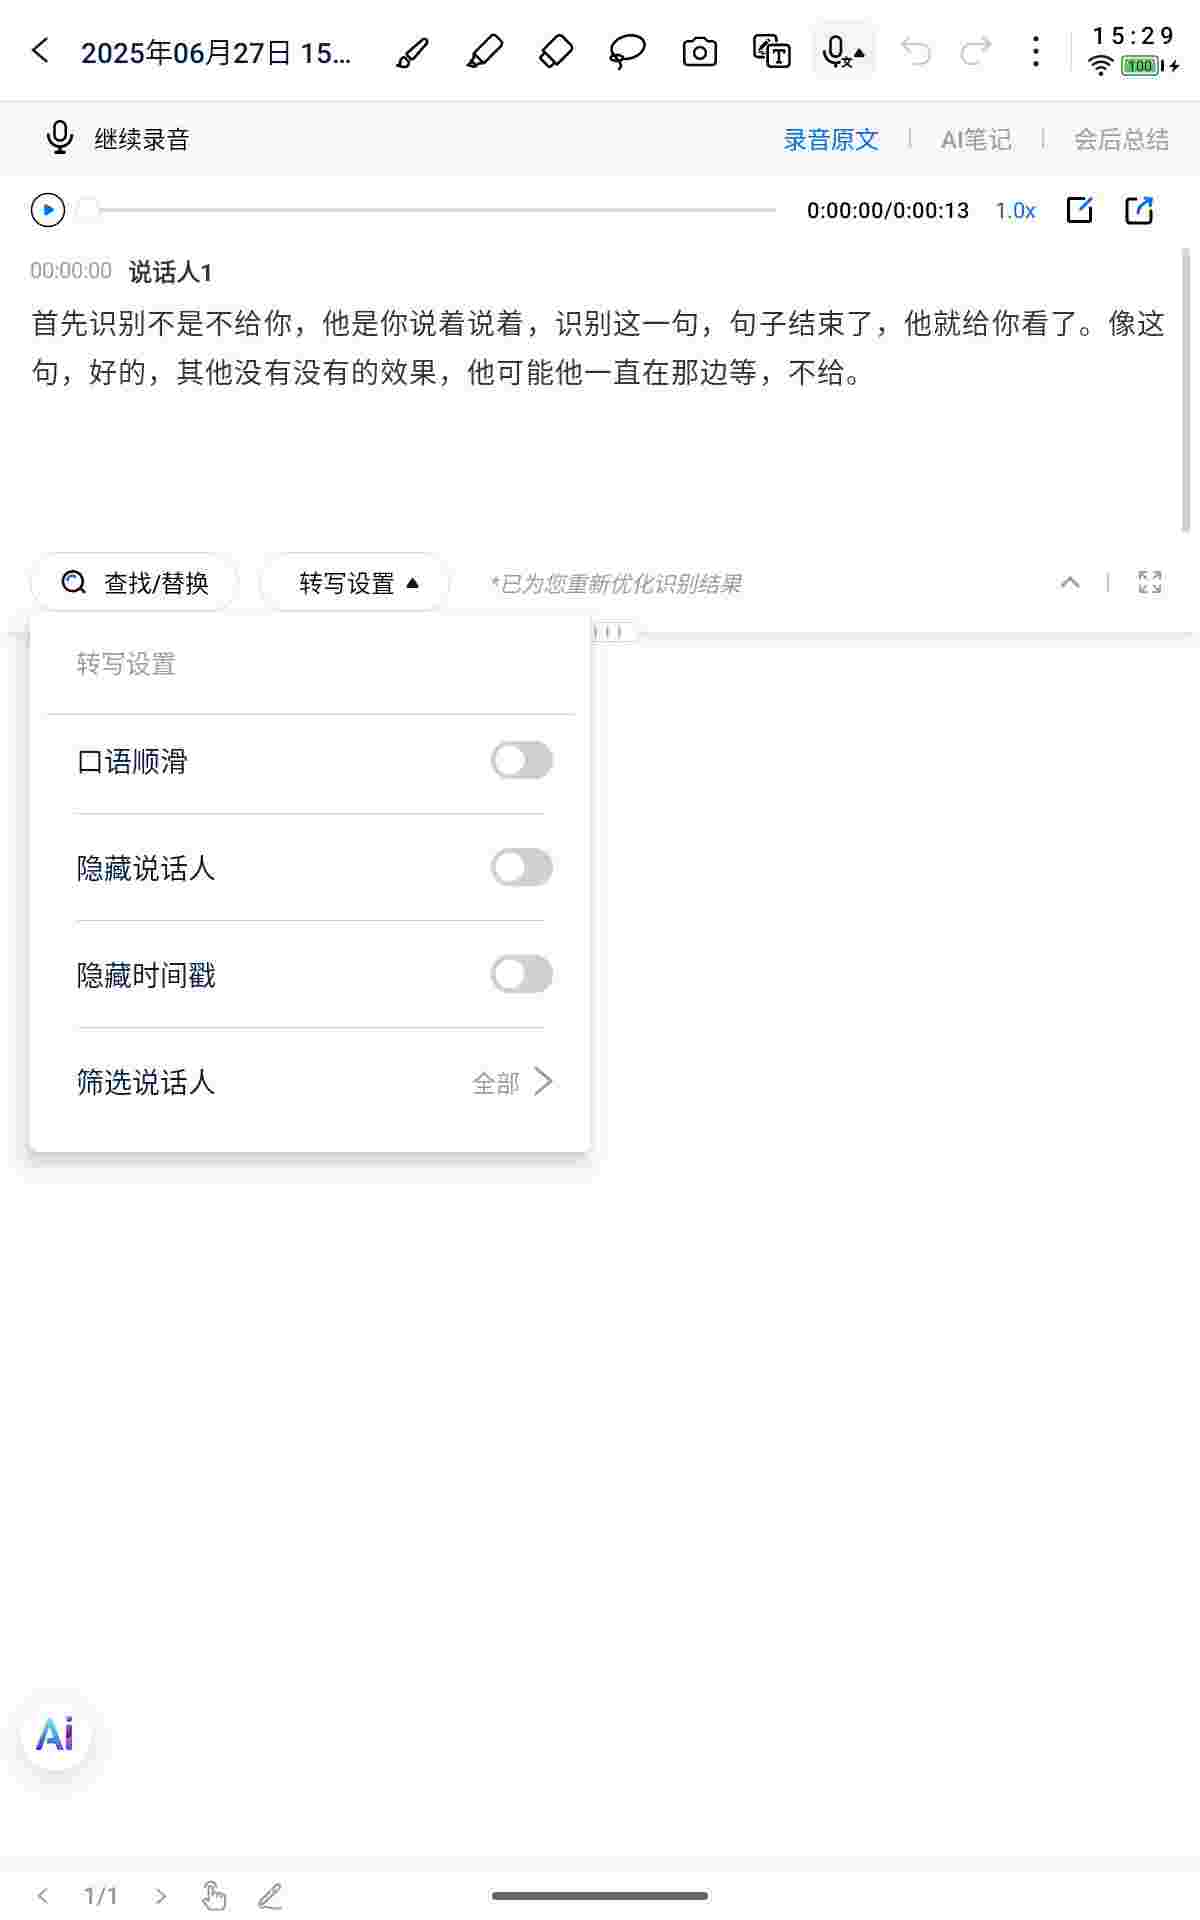 2025年06月27日 15...
15:29
100
继续录音
录音原文
AI笔记
会后总结
0:00:00/0:00:13
1.0x
00:00:00 说话人1
首先识别不是不给你，他是你说着说着，识别这一句，句子结束了，他就给你看了。像这
句，好的，其他没有没有的效果，他可能他一直在那边等，不给。
查找/替换
转写设置
*已为您重新优化识别结果
转写设置
口语顺滑
隐藏说话人
隐藏时间戳
筛选说话人
全部
Ai
1/1